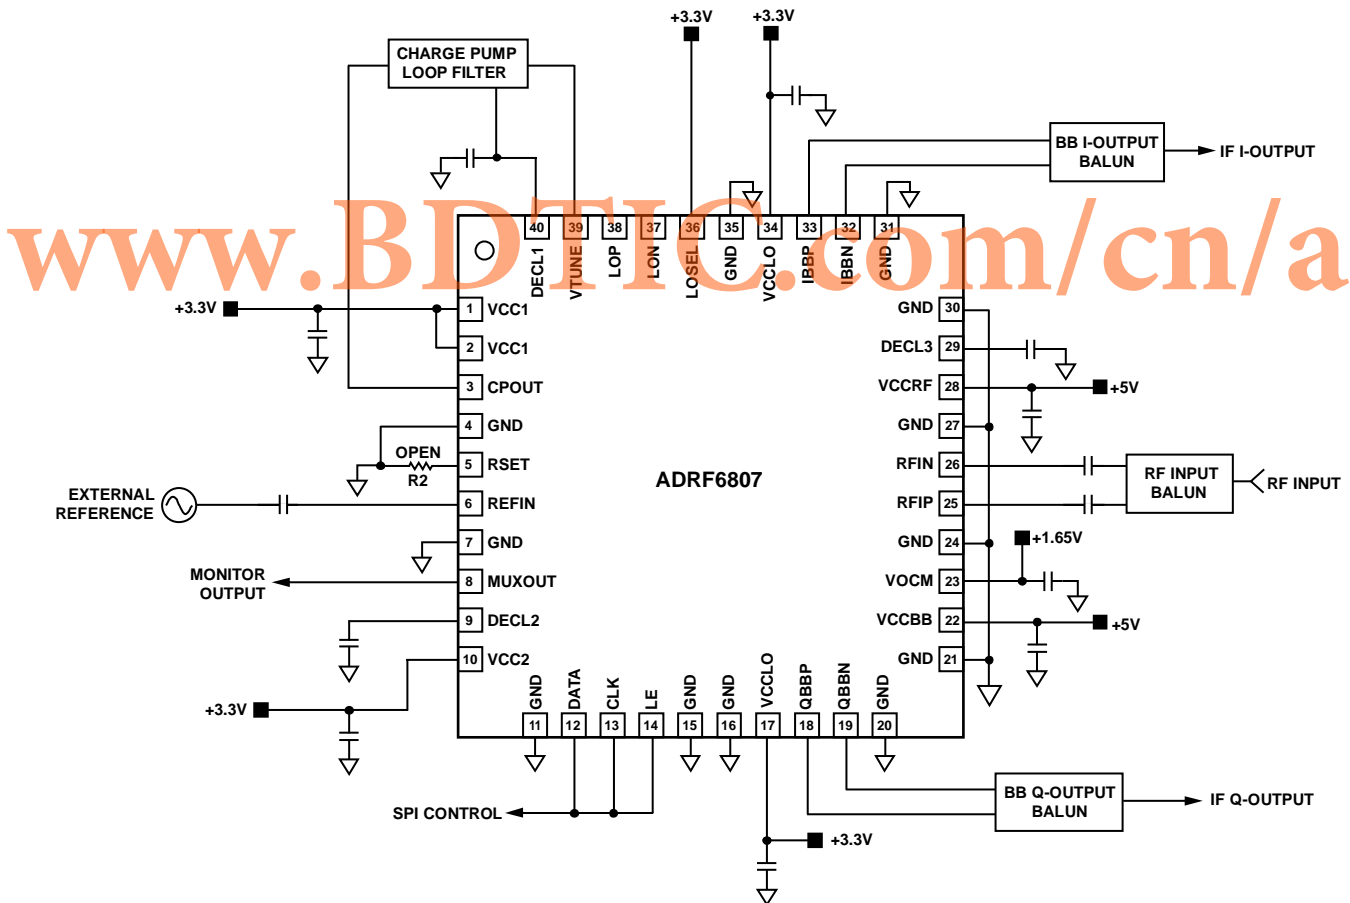 +3.3V
+3.3V
CHARGE PUMP
LOOP FILTER
BB I-OUTPUT
BALUN
IF I-OUTPUT
www.BDTIC.com/cn/a
40
39
38
37
36
35
34
33
32
31
DECL1
VTUNE
LOP
LON
LOSEL
GND
VCCLO
IBBP
IBBN
GND
+3.3V
1
VCC1
2
VCC1
3
CPOUT
4
GND
OPEN
R2
5
RSET
EXTERNAL
REFERENCE
6
REFIN
7
GND
MONITOR
OUTPUT
8
MUXOUT
9
DECL2
10
VCC2
+3.3V
ADRF6807
GND
30
DECL3
29
VCCRF
28
+5V
GND
27
RFIN
26
RF INPUT
BALUN
RF INPUT
RFIP
25
GND
24
+1.65V
VOCM
23
VCCBB
22
+5V
GND
21
GND
DATA
CLK
LE
GND
GND
VCCLO
QBBP
QBBN
GND
11
12
13
14
15
16
17
18
19
20
SPI CONTROL
+3.3V
BB Q-OUTPUT
BALUN
IF Q-OUTPUT